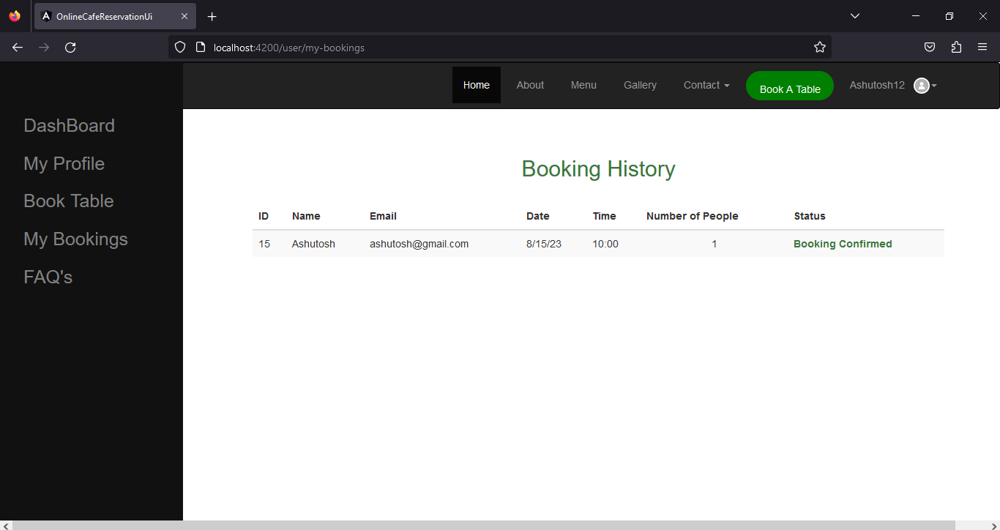 OnlineCafeReservationUi
localhost:4200/user/my-bookings
Home About Menu Gallery Contact Book A Table Ashutosh12
DashBoard
My Profile
Book Table
My Bookings
FAQ's
Booking History
ID Name Email Date Time Number of People Status
15 Ashutosh ashutosh@gmail.com 8/15/23 10:00 1 Booking Confirmed